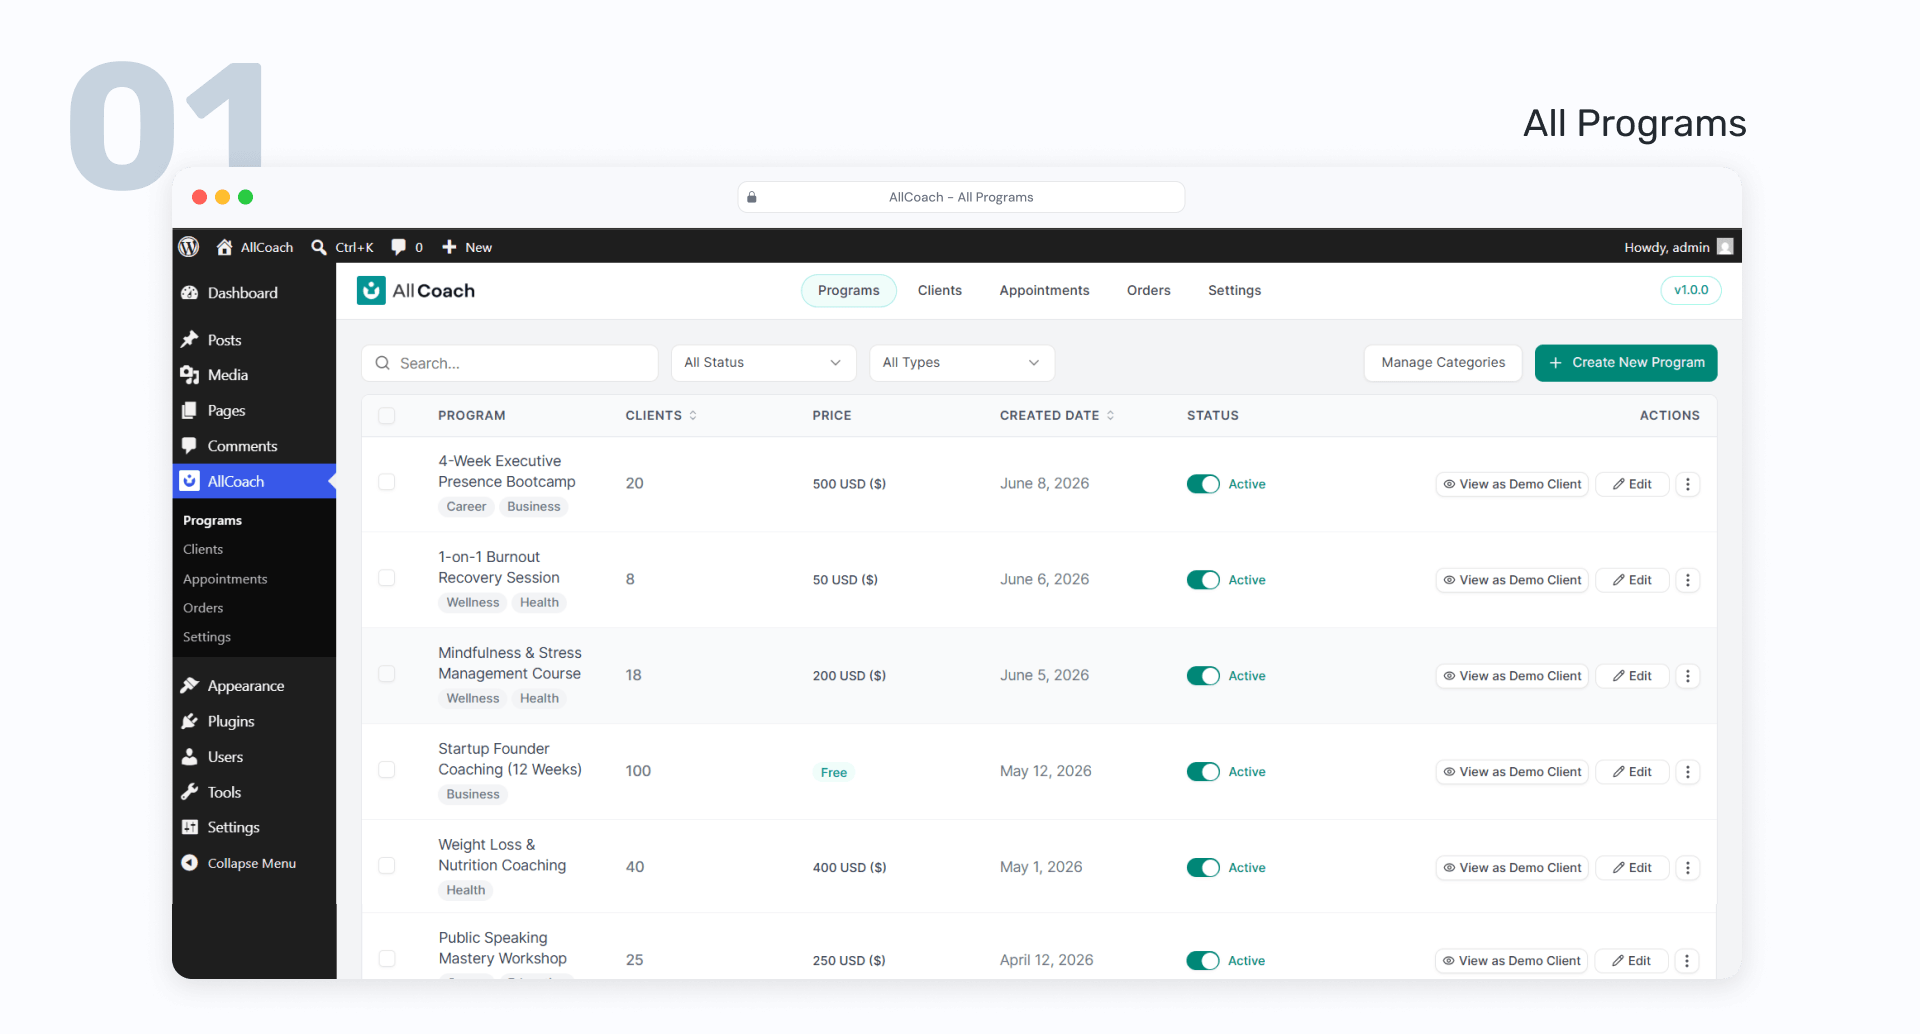 01
All Programs
AllCoach – All Programs
AllCoach
Ctrl+K
0
New
Howdy, admin
Dashboard
Posts
Media
Pages
Comments
AllCoach
Programs
Clients
Appointments
Orders
Settings
Appearance
Plugins
Users
Tools
Settings
Collapse Menu
AllCoach
Programs
Clients
Appointments
Orders
Settings
v1.0.0
Search...
All Status
All Types
Manage Categories
+ Create New Program
PROGRAM
CLIENTS
PRICE
CREATED DATE
STATUS
ACTIONS
4-Week Executive
Presence Bootcamp
Career
Business
20
500 USD ($)
June 8, 2026
Active
View as Demo Client
Edit
1-on-1 Burnout
Recovery Session
Wellness
Health
8
50 USD ($)
June 6, 2026
Active
View as Demo Client
Edit
Mindfulness & Stress
Management Course
Wellness
Health
18
200 USD ($)
June 5, 2026
Active
View as Demo Client
Edit
Startup Founder
Coaching (12 Weeks)
Business
100
Free
May 12, 2026
Active
View as Demo Client
Edit
Weight Loss &
Nutrition Coaching
Health
40
400 USD ($)
May 1, 2026
Active
View as Demo Client
Edit
Public Speaking
Mastery Workshop
25
250 USD ($)
April 12, 2026
Active
View as Demo Client
Edit